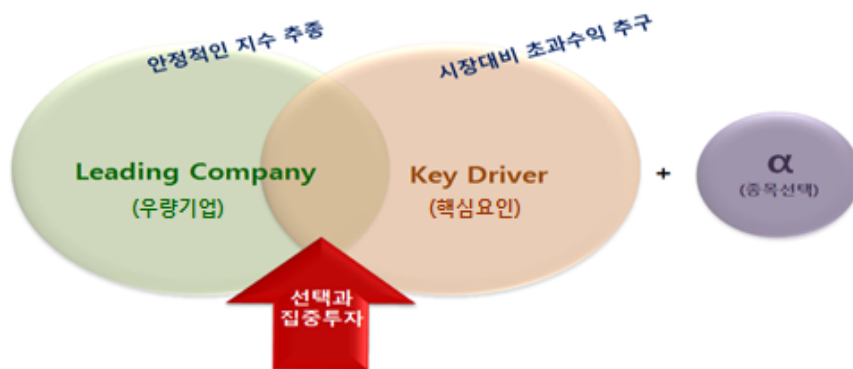 안정적인 지수 추종
시장대비 초과수익 추구
Leading Company
(우량기업)
Key Driver
(핵심요인)
+
α
(종목선택)
선택과
집중투자